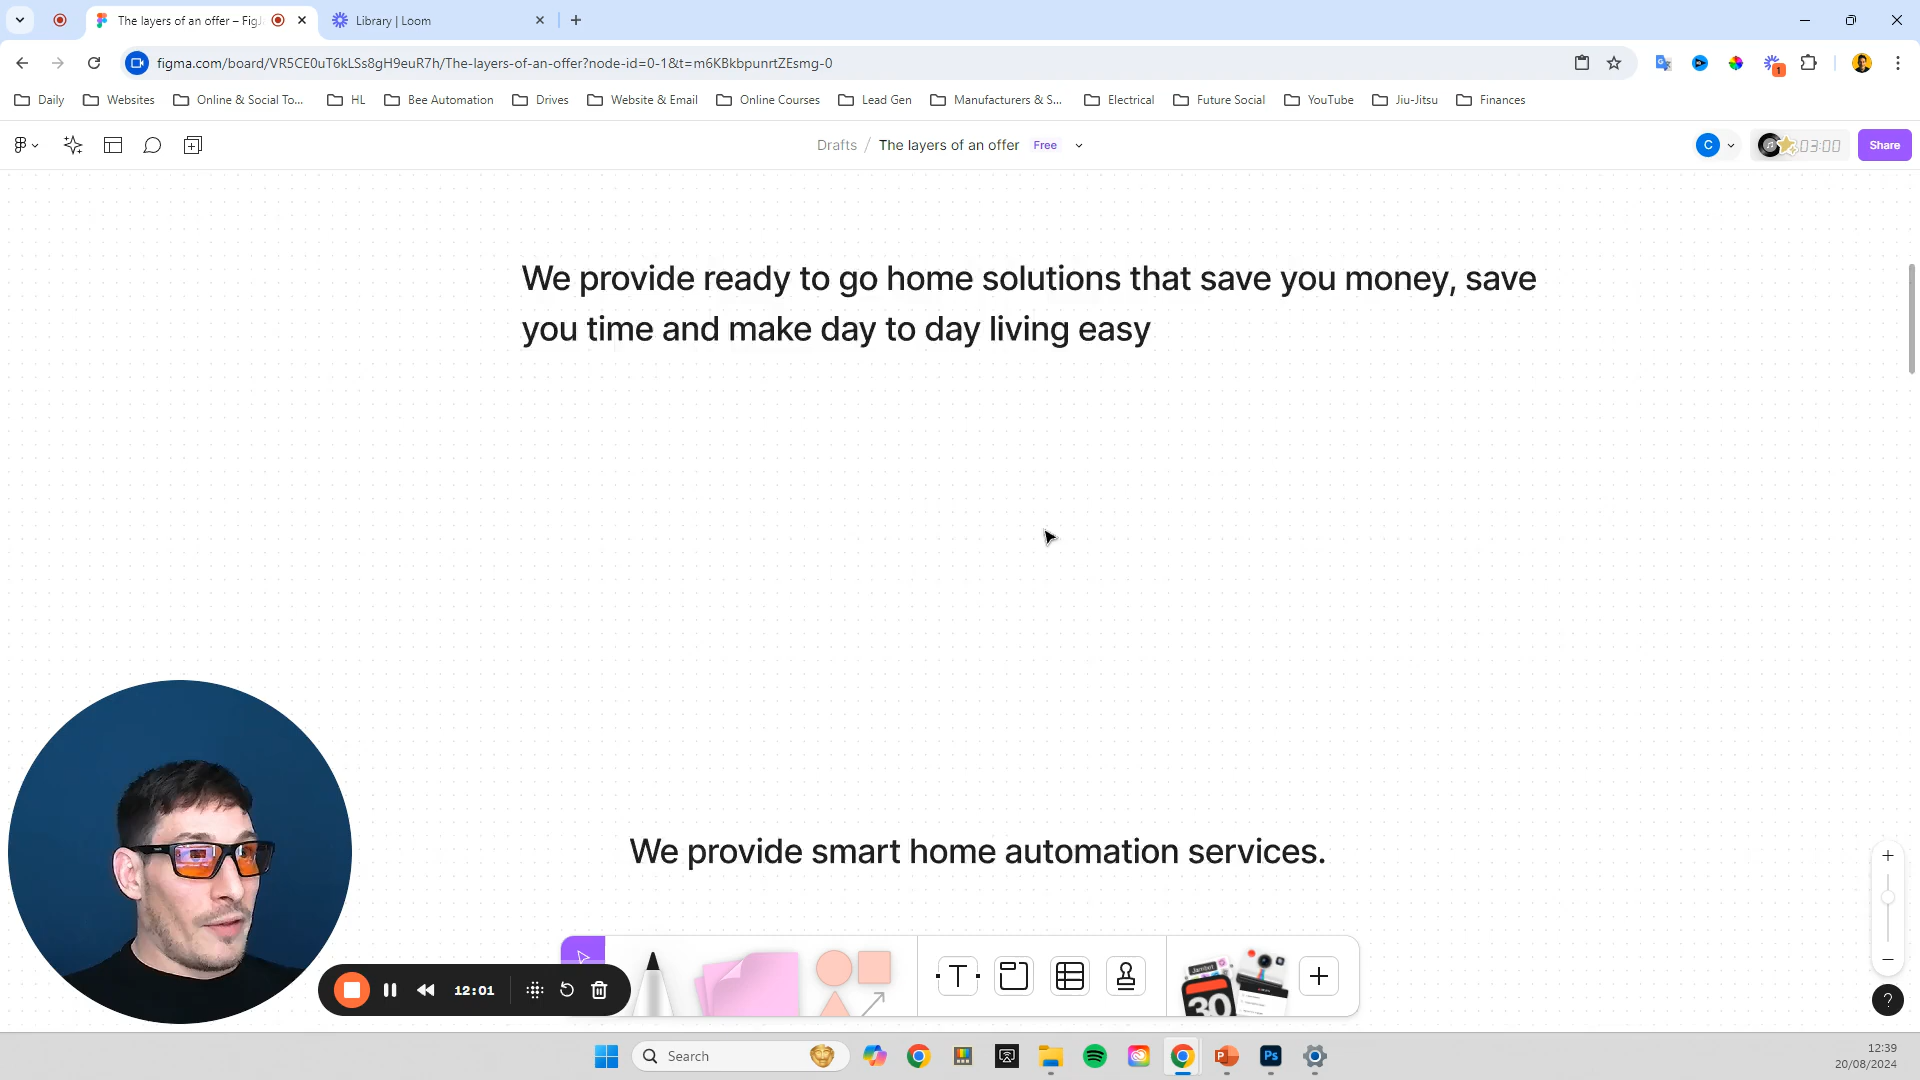 The layers of an offer – FigJ
Library | Loom
figma.com/board/VR5CE0uT6kLSs8gH9euR7h/The-layers-of-an-offer?node-id=0-1&t=m6KBkbpunrtZEsmg-0
1
Daily
Websites
Online & Social To...
HL
Bee Automation
Drives
Website & Email
Online Courses
Lead Gen
Manufacturers & S...
Electrical
Future Social
YouTube
Jiu-Jitsu
Finances
Drafts / The layers of an offer Free
C
03:00
Share
We provide ready to go home solutions that save you money, save
you time and make day to day living easy
We provide smart home automation services.
12:01
T
30
?
Search
Ps
12:39
20/08/2024